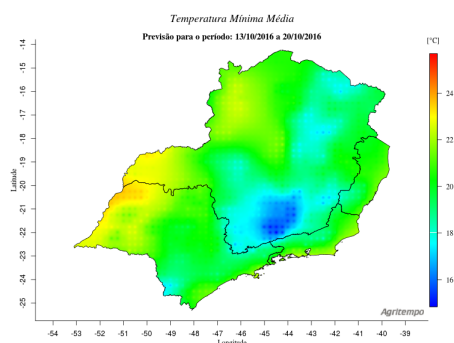 Temperatura Mínima Média
Previsão para o período: 13/10/2016 a 20/10/2016
[°C]
-14
-15
-16
-17
-18
-19
-20
-21
-22
-23
-24
-25
Latitude
24
22
20
18
16
Agritempo
-54 -53 -52 -51 -50 -49 -48 -47 -46 -45 -44 -43 -42 -41 -40 -39
Longitude